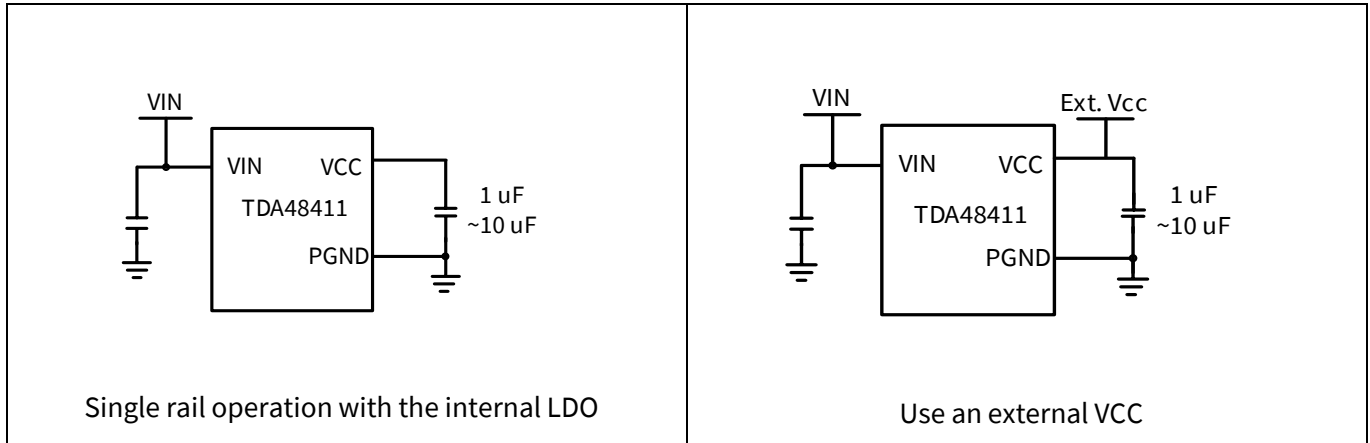 VIN
VIN
VCC
TDA48411
PGND
1 uF
~10 uF
Single rail operation with the internal LDO
VIN
Ext. Vcc
VIN
VCC
TDA48411
PGND
1 uF
~10 uF
Use an external VCC